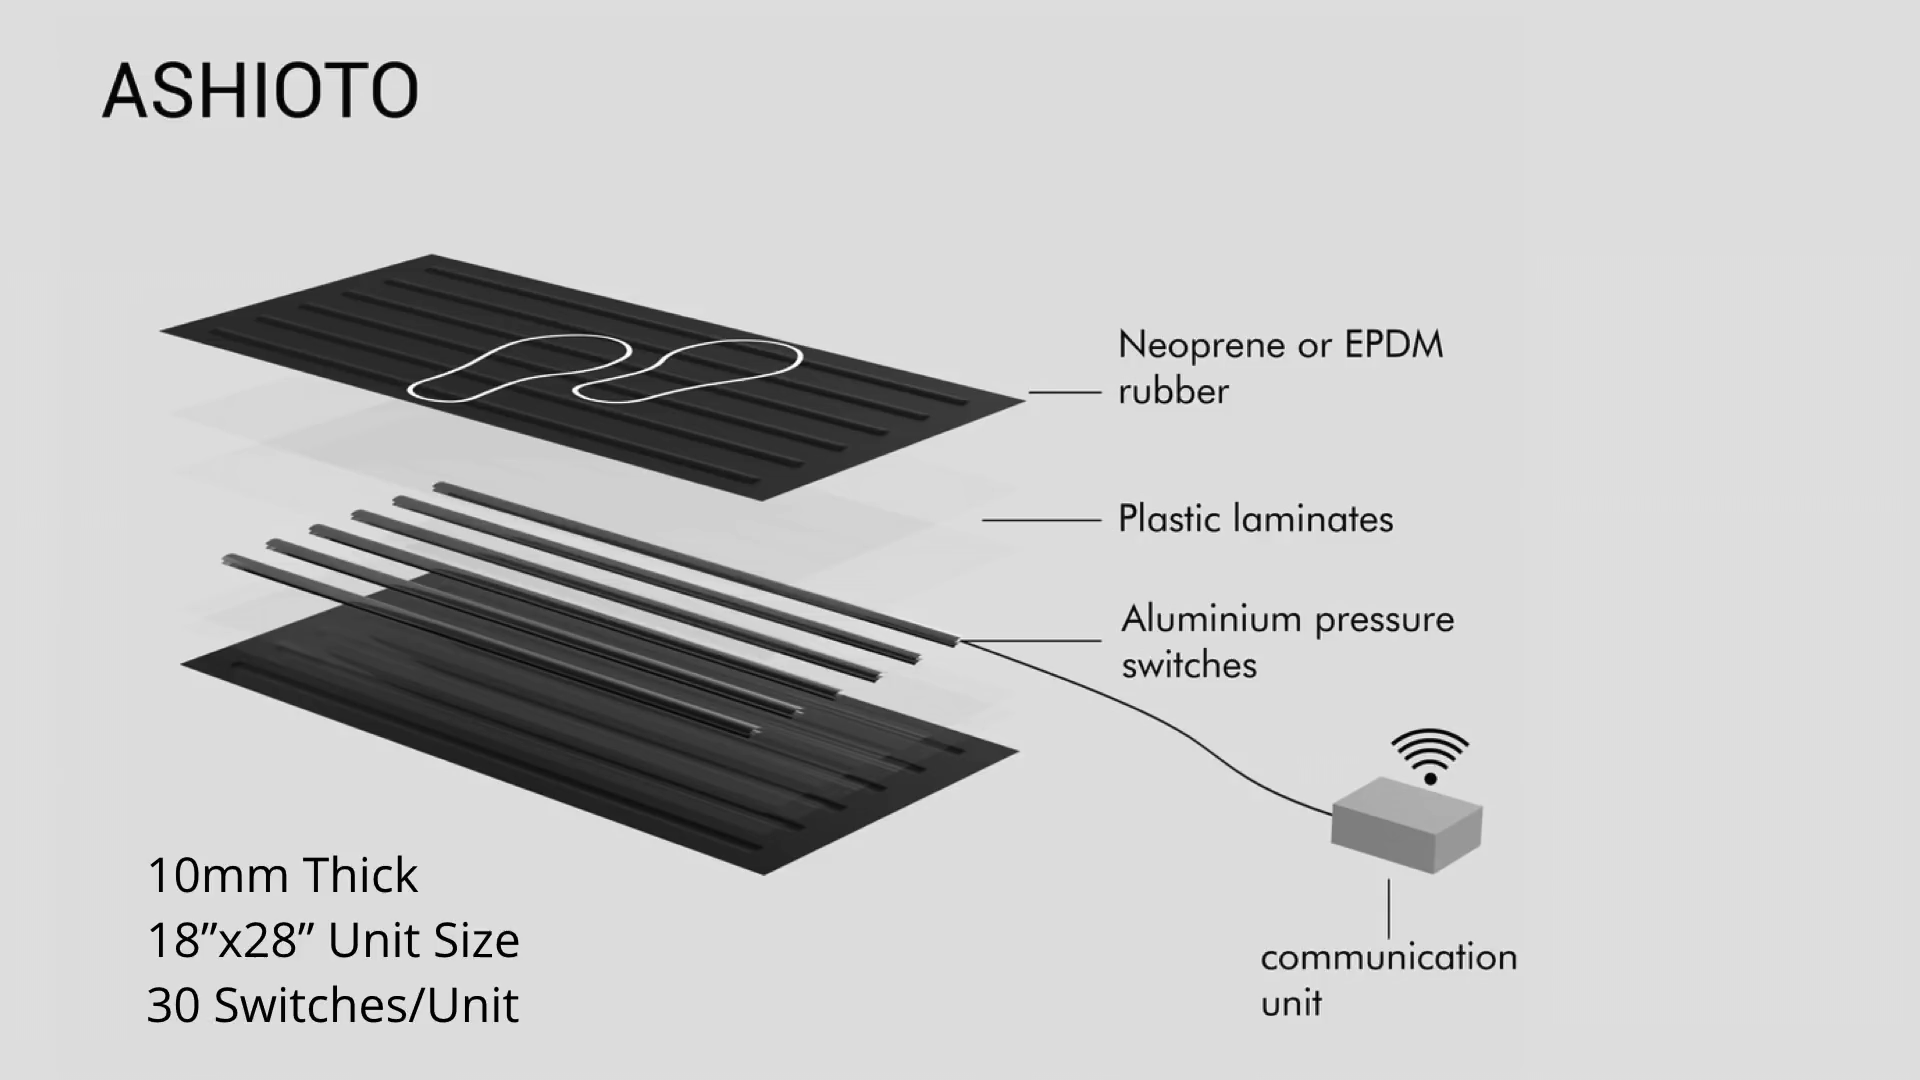 ASHIOTO
Neoprene or EPDM
rubber
Plastic laminates
Aluminium pressure
switches
communication
unit
10mm Thick
18”x28” Unit Size
30 Switches/Unit